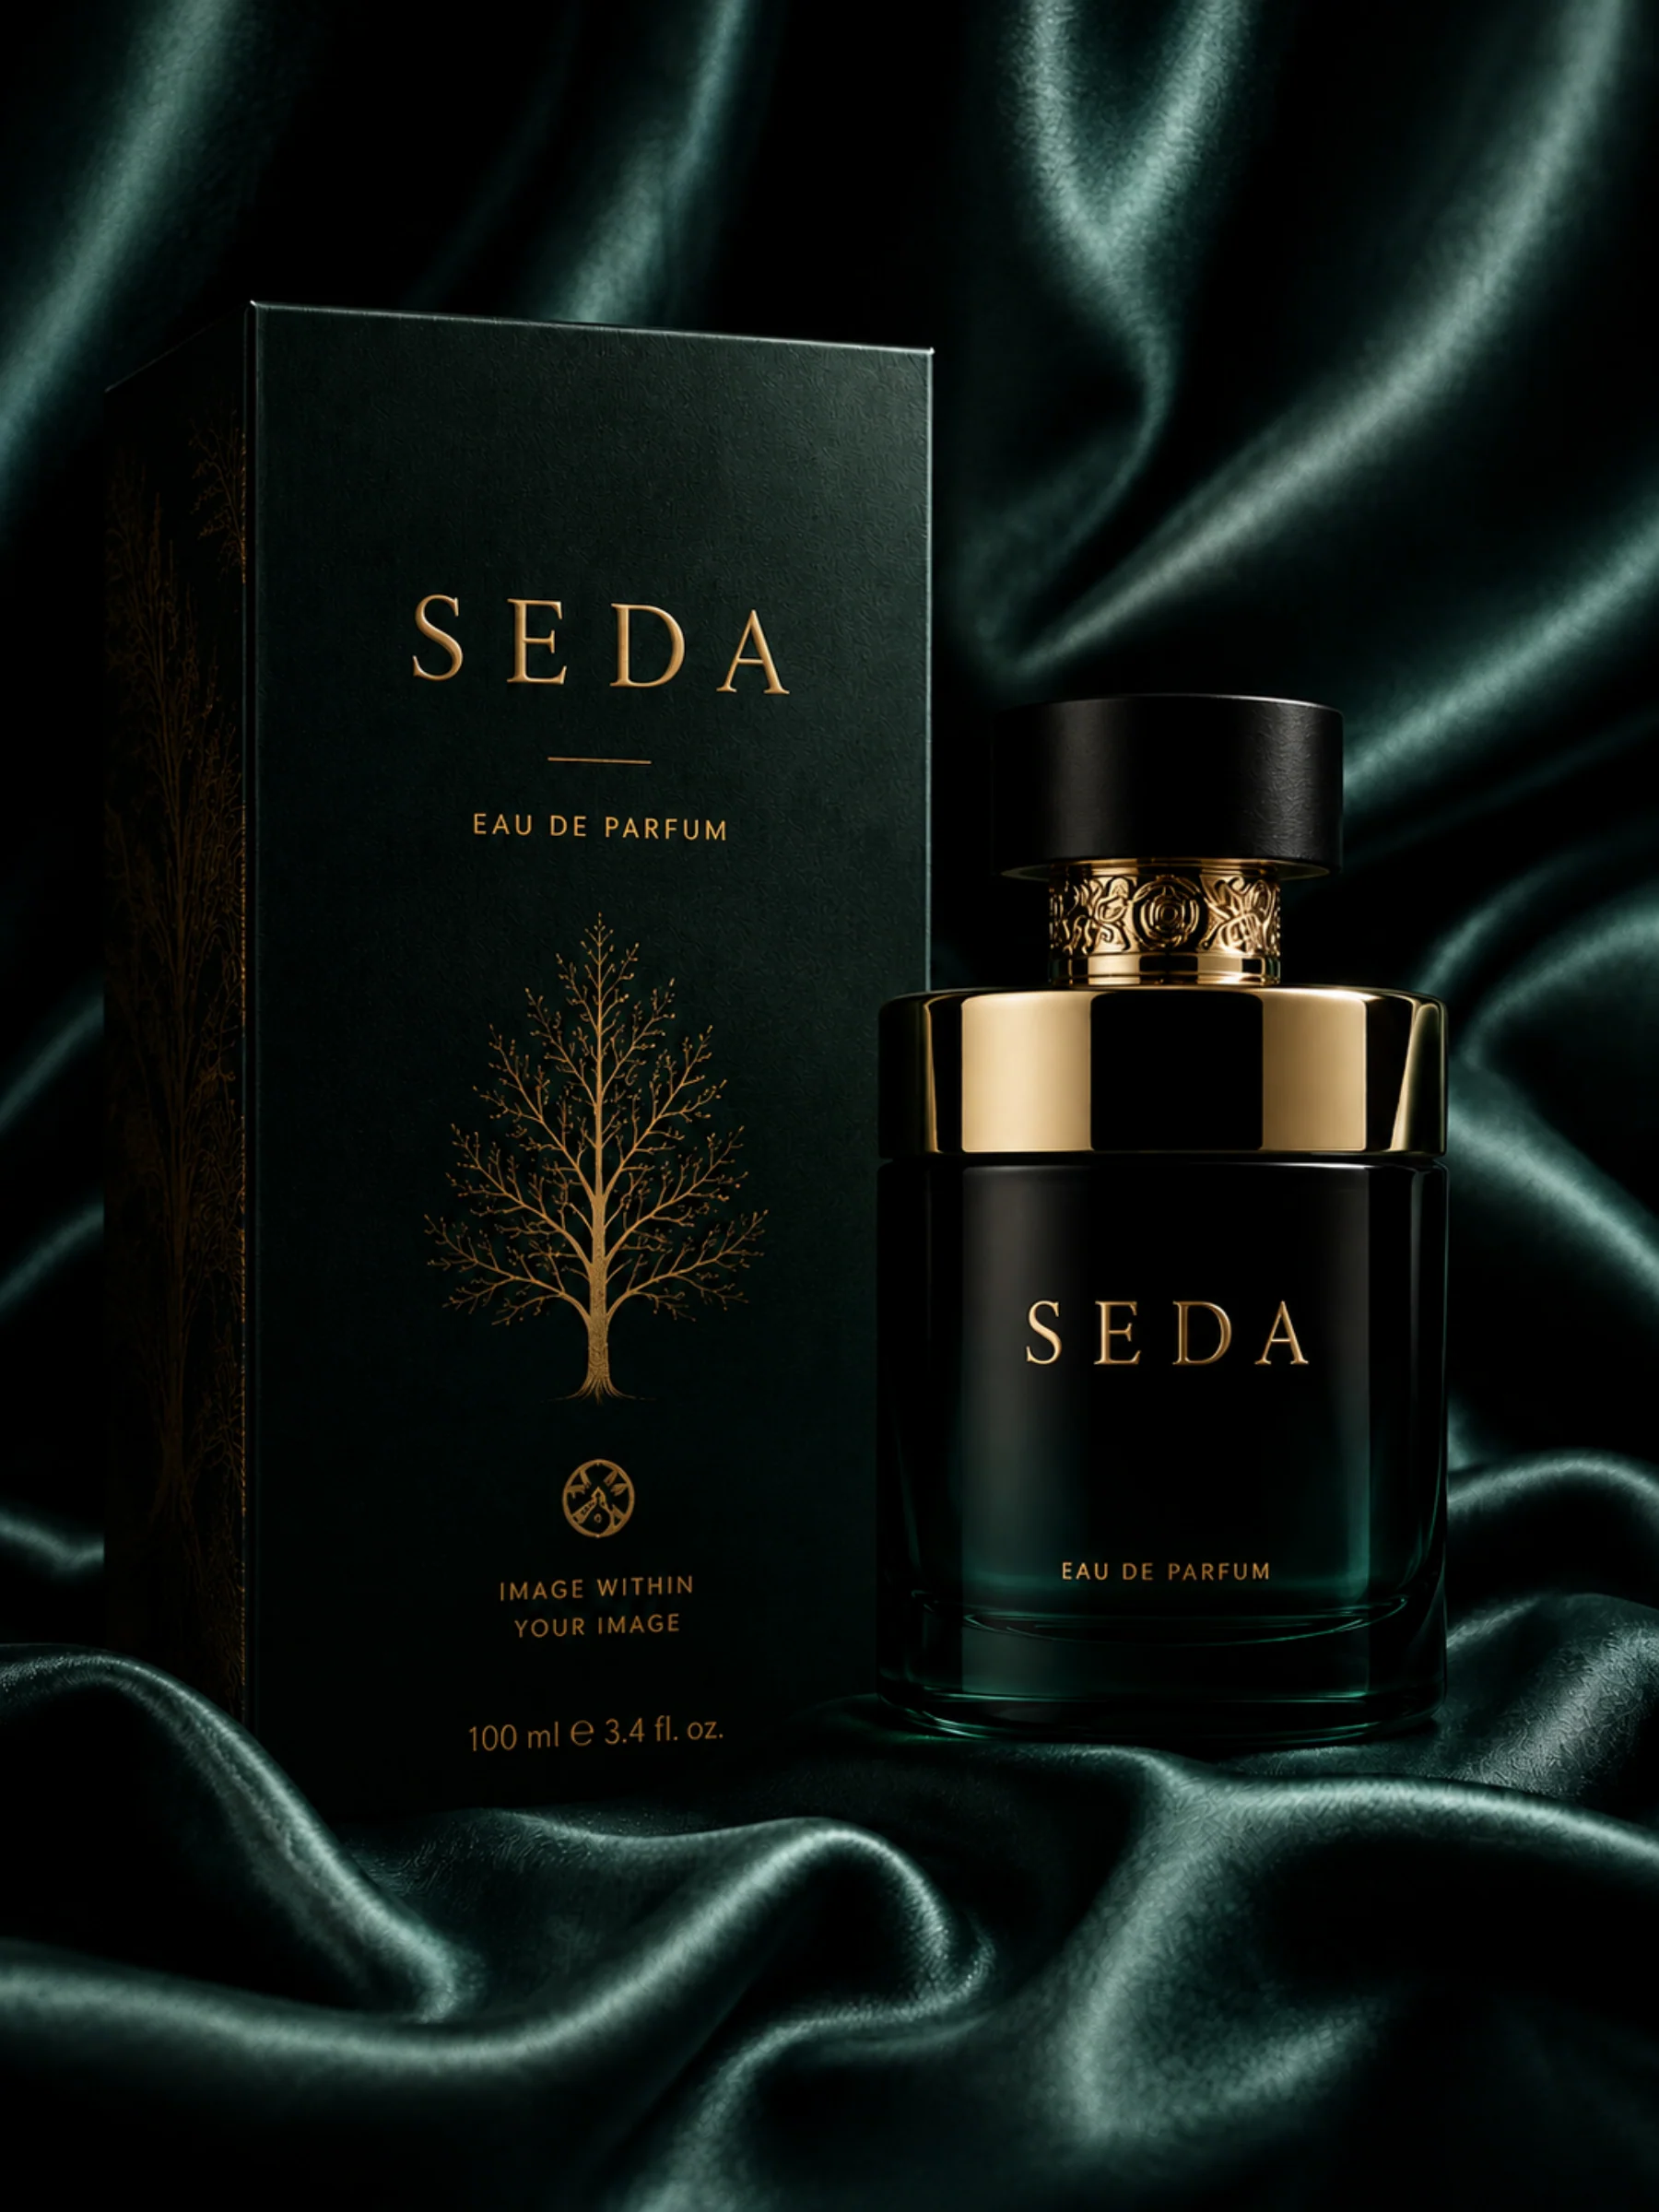 SEDA
EAU DE PARFUM
IMAGE WITHIN
YOUR IMAGE
100 ml ℮ 3.4 fl. oz.
SEDA
EAU DE PARFUM